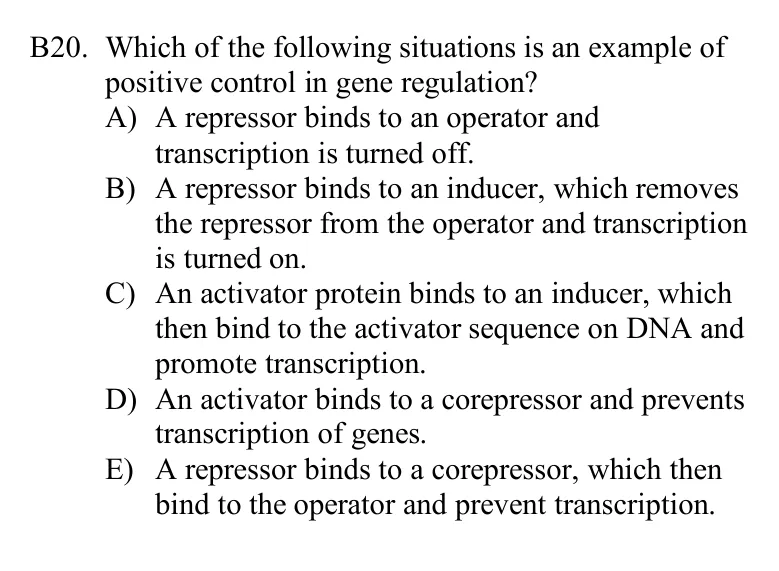 B20. Which of the following situations is an example of
positive control in gene regulation?
A) A repressor binds to an operator and
transcription is turned off.
B) A repressor binds to an inducer, which removes
the repressor from the operator and transcription
is turned on.
C) An activator protein binds to an inducer, which
then bind to the activator sequence on DNA and
promote transcription.
D) An activator binds to a corepressor and prevents
transcription of genes.
E) A repressor binds to a corepressor, which then
bind to the operator and prevent transcription.